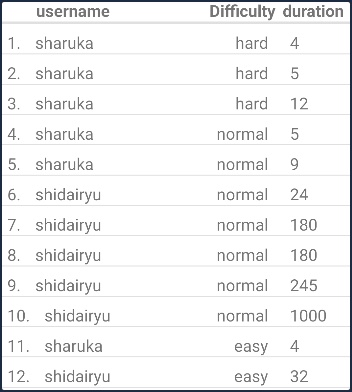 username Difficulty duration
1. sharuka hard 4
2. sharuka hard 5
3. sharuka hard 12
4. sharuka normal 5
5. sharuka normal 9
6. shidairyu normal 24
7. shidairyu normal 180
8. shidairyu normal 180
9. shidairyu normal 245
10. shidairyu normal 1000
11. sharuka easy 4
12. shidairyu easy 32